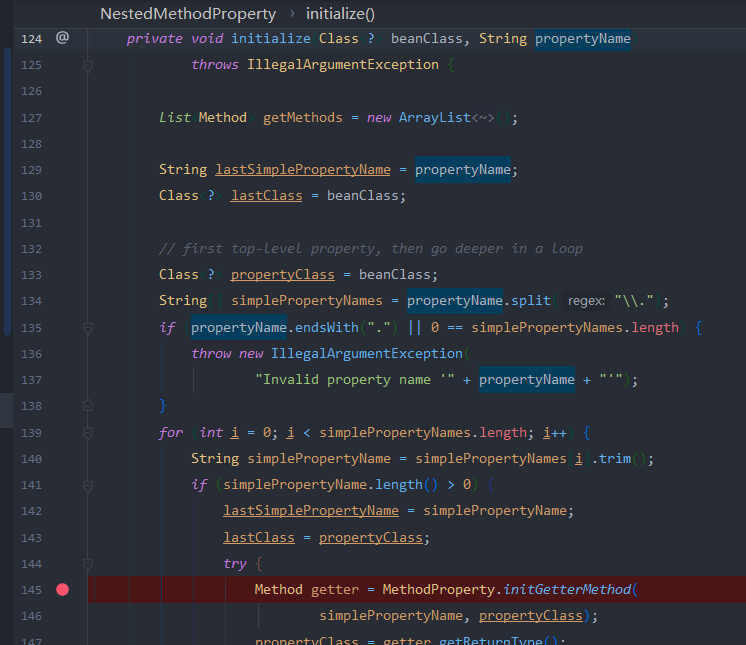 NestedMethodProperty › initialize()
124 @ private void initialize(Class<?> beanClass, String propertyName)
125 throws IllegalArgumentException {
126
127 List<Method> getMethods = new ArrayList<~>();
128
129 String lastSimplePropertyName = propertyName;
130 Class<?> lastClass = beanClass;
131
132 // first top-level property, then go deeper in a loop
133 Class<?> propertyClass = beanClass;
134 String[] simplePropertyNames = propertyName.split( regex: "\\.");
135 if (propertyName.endsWith(".") || 0 == simplePropertyNames.length) {
136 throw new IllegalArgumentException(
137 "Invalid property name '" + propertyName + "'");
138 }
139 for (int i = 0; i < simplePropertyNames.length; i++) {
140 String simplePropertyName = simplePropertyNames[i].trim();
141 if (simplePropertyName.length() > 0) {
142 lastSimplePropertyName = simplePropertyName;
143 lastClass = propertyClass;
144 try {
145 Method getter = MethodProperty.initGetterMethod(
146 simplePropertyName, propertyClass);
147 propertyClass = getter.getReturnType();